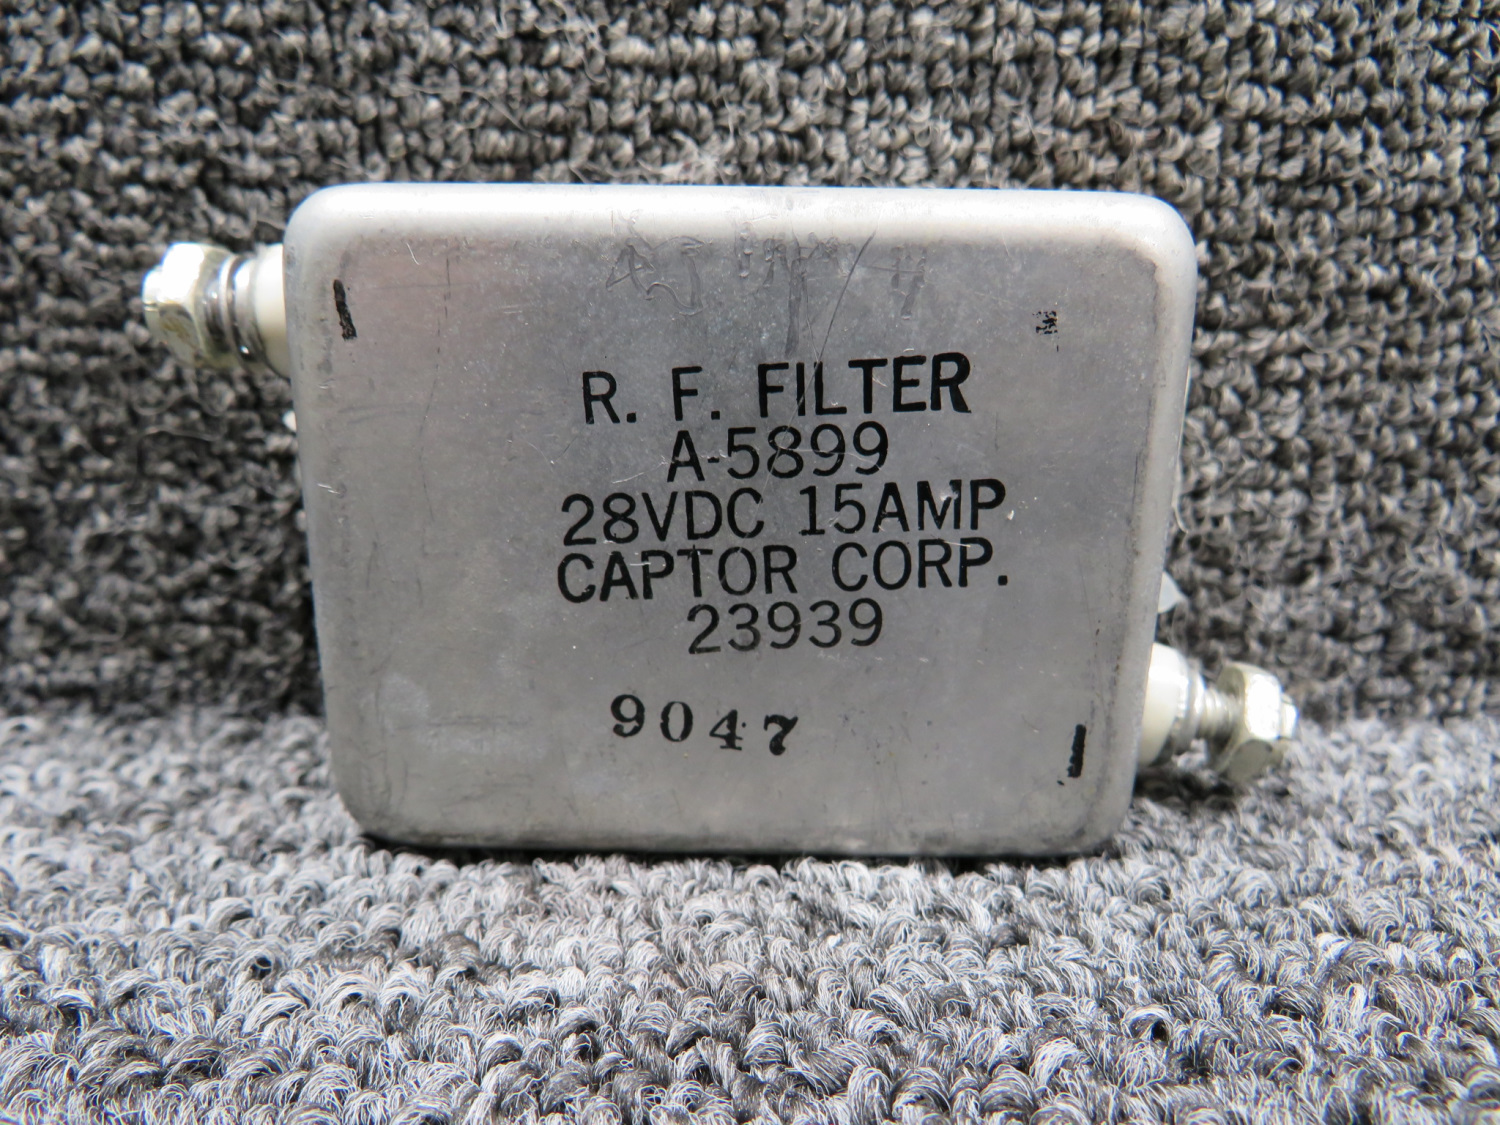 R. F. FILTER
A-5899
28VDC 15AMP
CAPTOR CORP.
23939
9047